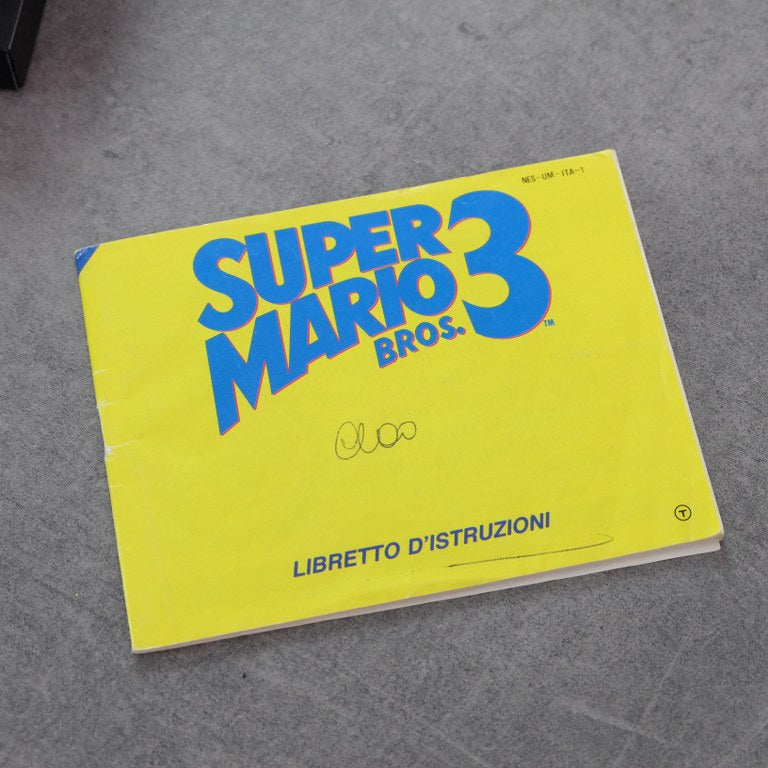 NES-UM-ITA-1
SUPER
MARIO
BROS. 3
™
LIBRETTO D'ISTRUZIONI
T